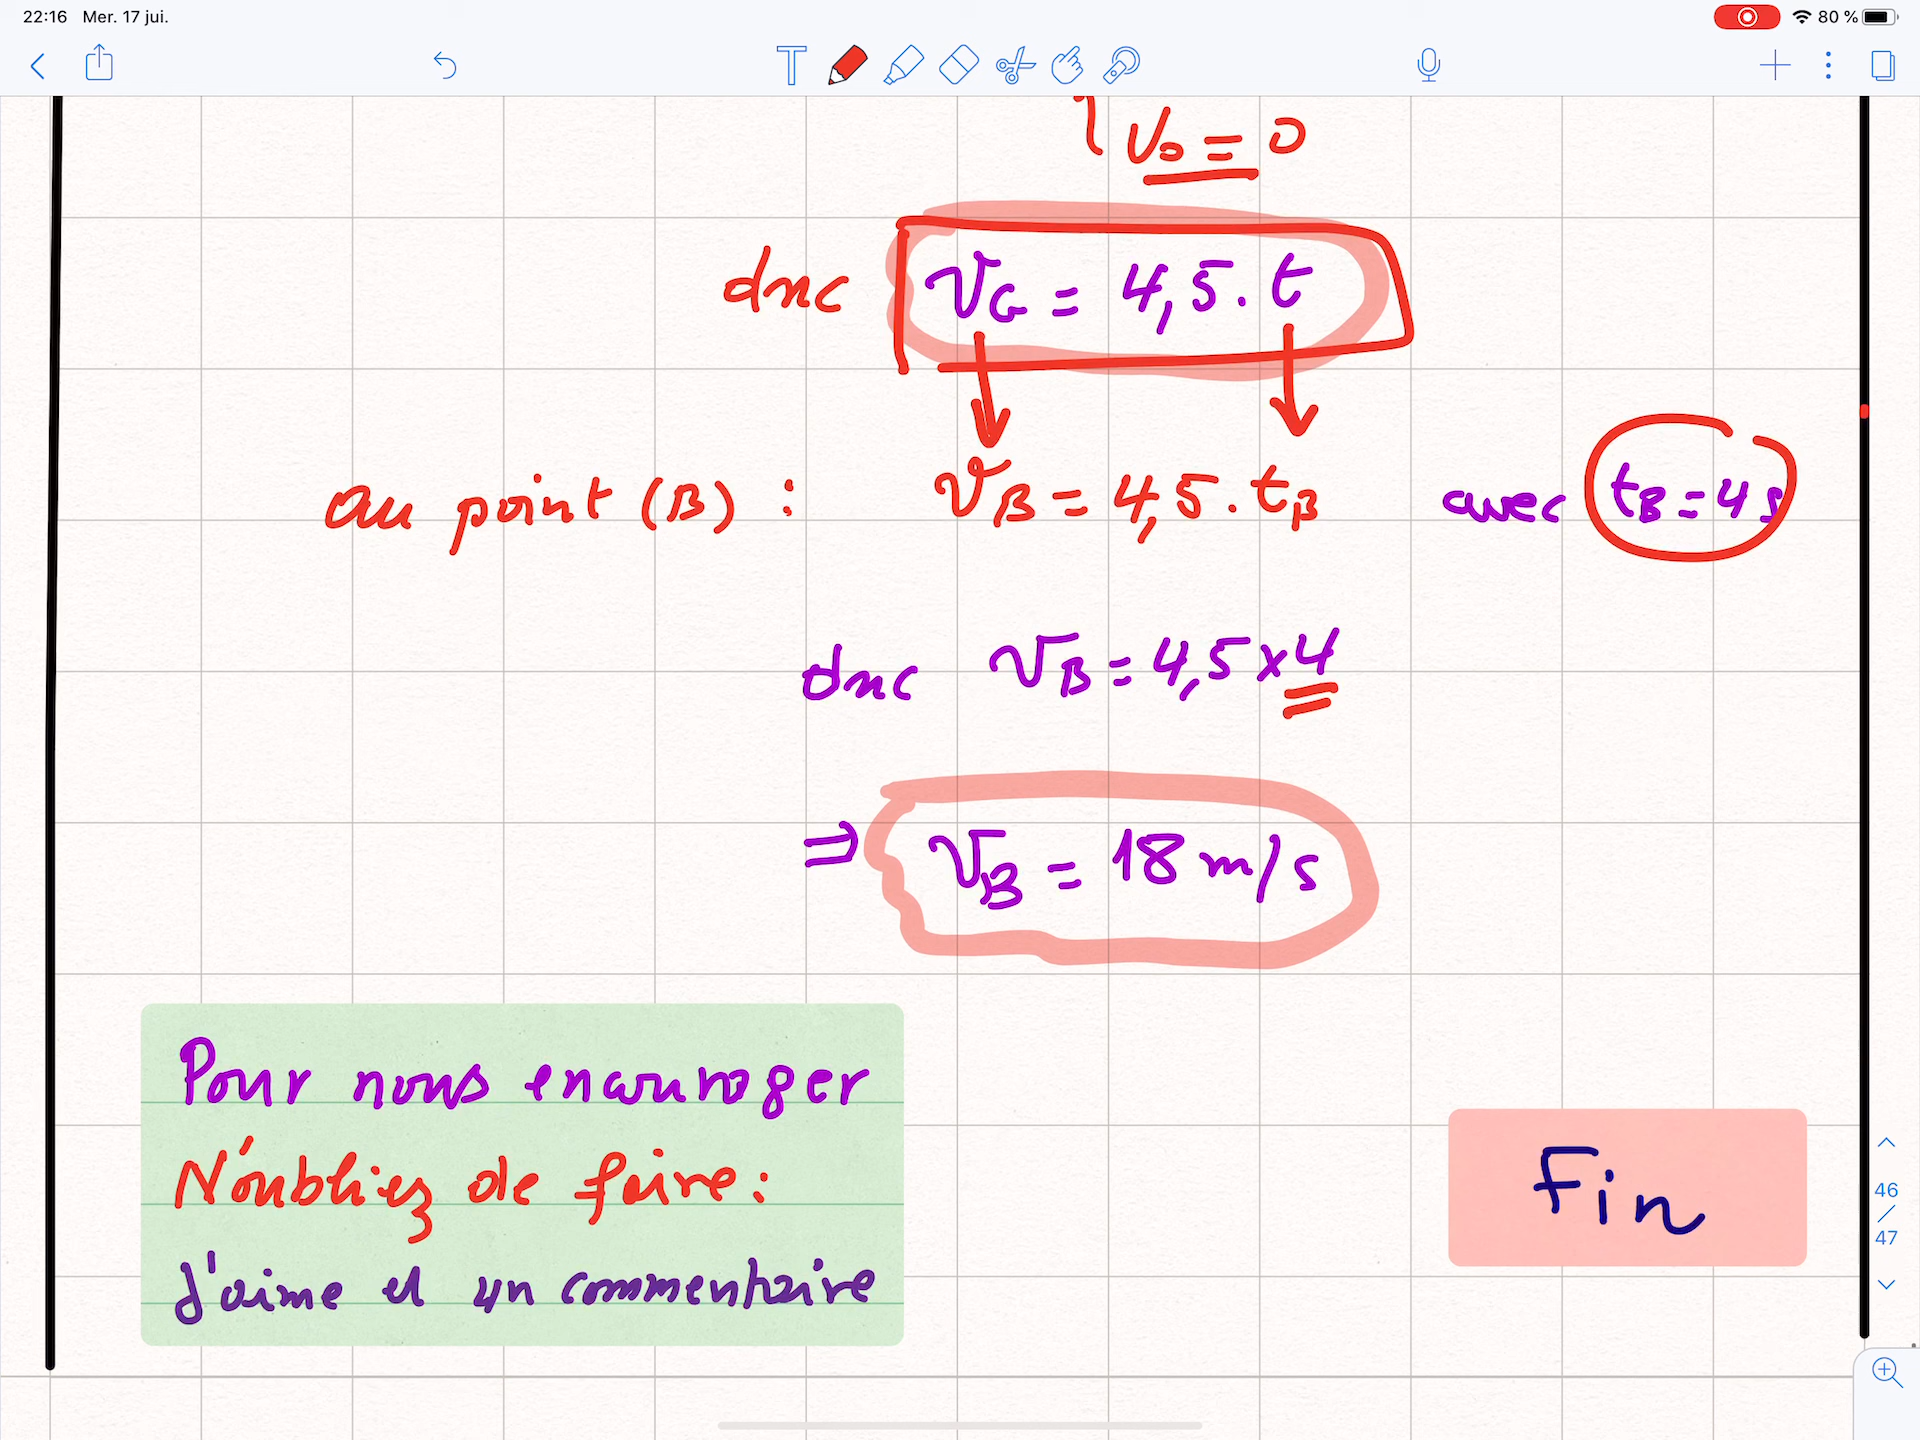 22:16 Mer. 17 jui. 80 %
V₀ = 0
dnc V_G = 4,5 . t
au point (B) : V_B = 4,5 . t_B avec t_B = 4 s
dnc V_B = 4,5 × 4
⇒ V_B = 18 m/s
Pour nous encourager
N'oubliez de faire :
J'aime et un commentaire
Fin
46
/
47